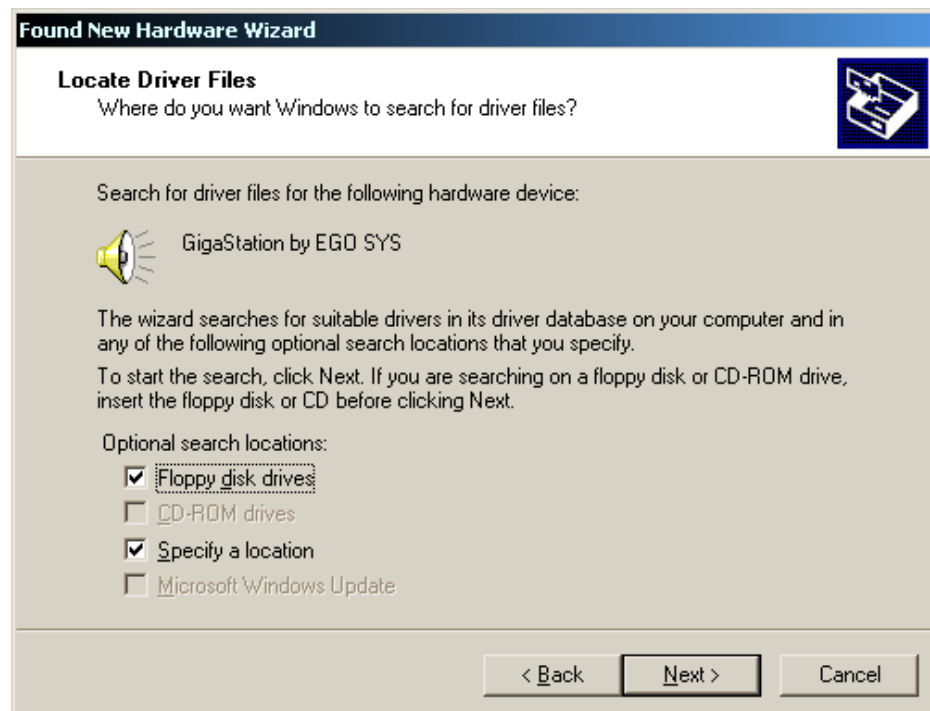 Found New Hardware Wizard
Locate Driver Files
Where do you want Windows to search for driver files?
Search for driver files for the following hardware device:
GigaStation by EGO SYS
The wizard searches for suitable drivers in its driver database on your computer and in
any of the following optional search locations that you specify.
To start the search, click Next. If you are searching on a floppy disk or CD-ROM drive,
insert the floppy disk or CD before clicking Next.
Optional search locations:
Floppy disk drives
CD-ROM drives
Specify a location
Microsoft Windows Update
< Back Next > Cancel